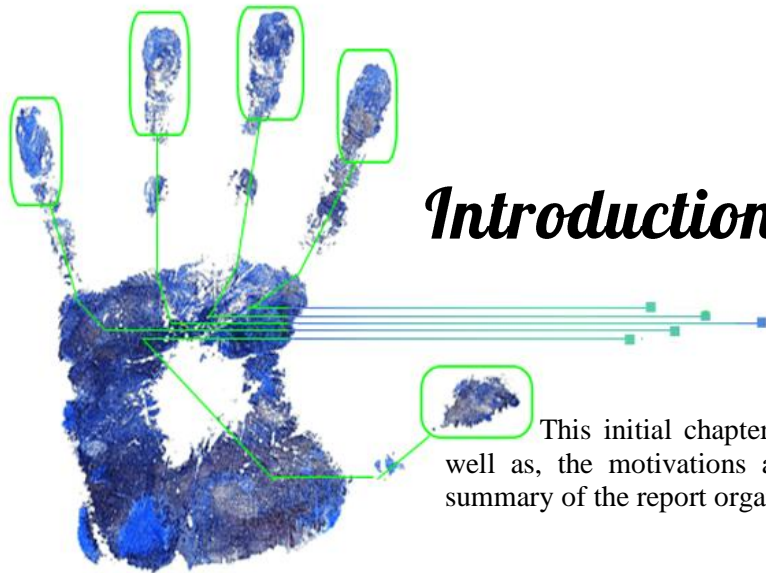 Introduction
This initial chapter
well as, the motivations a
summary of the report orga